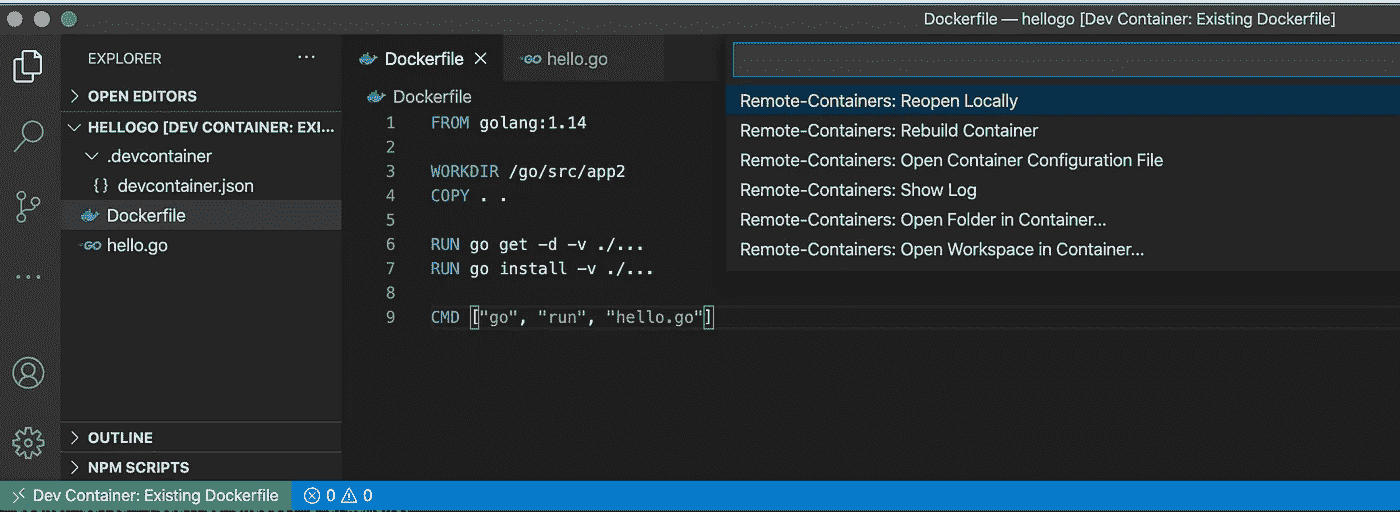 Dockerfile — hellogo [Dev Container: Existing Dockerfile]
EXPLORER ...
OPEN EDITORS
HELLOGO [DEV CONTAINER: EXI...
.devcontainer
{} devcontainer.json
Dockerfile
GO hello.go
OUTLINE
NPM SCRIPTS
Dockerfile
GO hello.go
Dockerfile
1 FROM golang:1.14
2
3 WORKDIR /go/src/app2
4 COPY . .
5
6 RUN go get -d -v ./...
7 RUN go install -v ./...
8
9 CMD ["go", "run", "hello.go"]
Remote-Containers: Reopen Locally
Remote-Containers: Rebuild Container
Remote-Containers: Open Container Configuration File
Remote-Containers: Show Log
Remote-Containers: Open Folder in Container...
Remote-Containers: Open Workspace in Container...
Dev Container: Existing Dockerfile 0 0